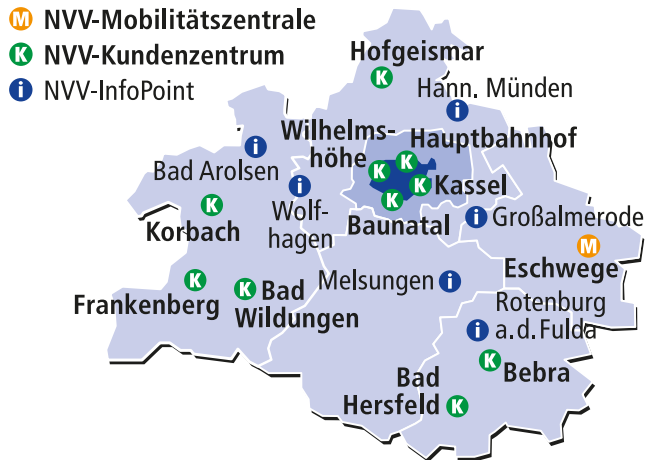 M NVV-Mobilitätszentrale
K NVV-Kundenzentrum
i NVV-InfoPoint
Hofgeismar
K
Hann. Münden
i
Wilhelms-
höhe
K
Hauptbahnhof
K
i
Bad Arolsen
K Kassel
i
Wolf-
hagen
K
Baunatal
K
Korbach
i Großalmerode
M
Eschwege
K
Frankenberg
K Bad
Wildungen
Melsungen i
Rotenburg
i a.d.Fulda
K Bebra
Bad
Hersfeld K